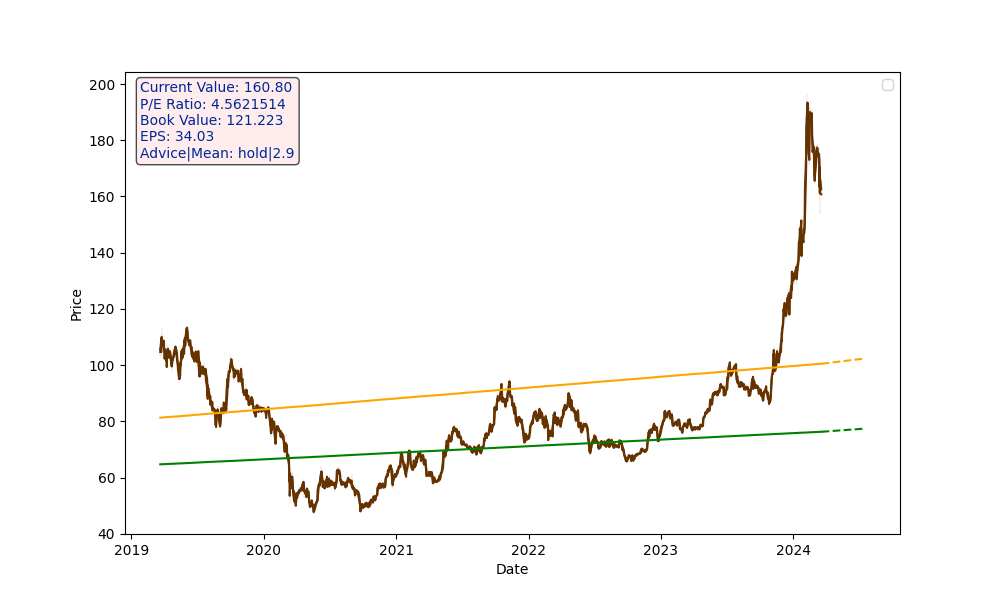 Current Value: 160.80
P/E Ratio: 4.5621514
Book Value: 121.223
EPS: 34.03
Advice|Mean: hold|2.9
200
180
160
140
120
100
80
60
40
Price
2019 2020 2021 2022 2023 2024
Date